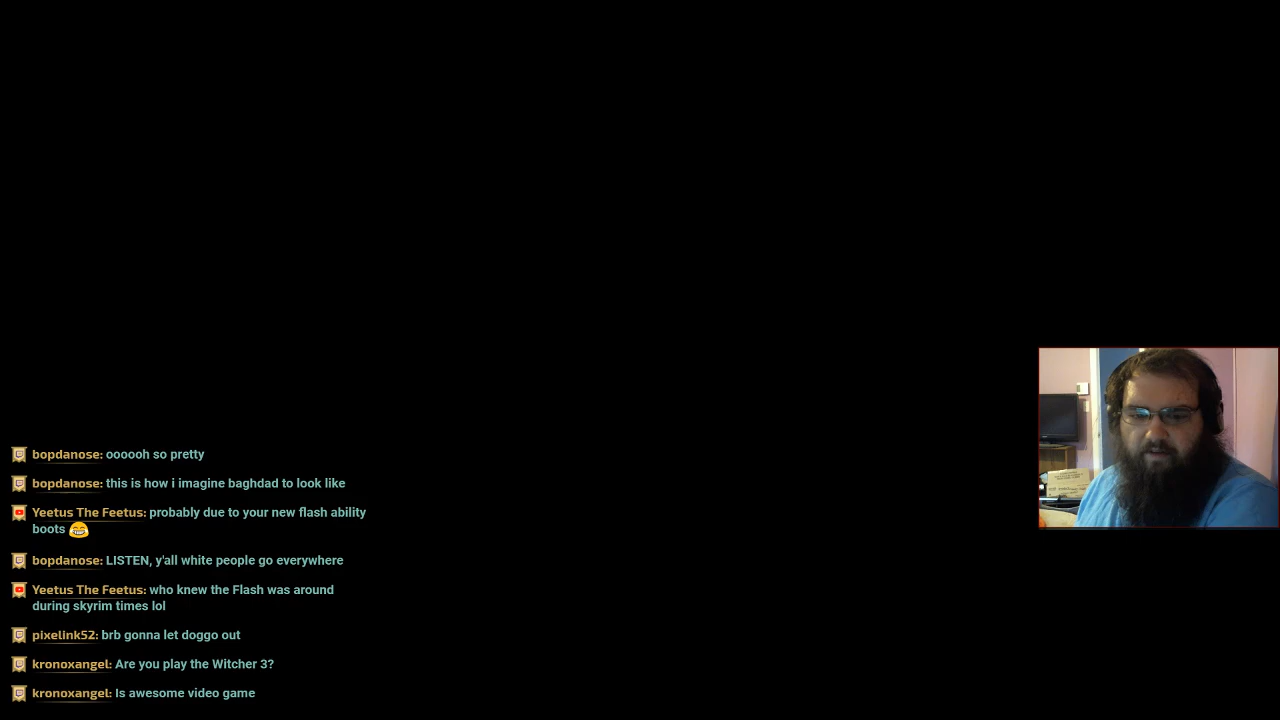 bopdanose: oooooh so pretty
bopdanose: this is how i imagine baghdad to look like
Yeetus The Feetus: probably due to your new flash ability
boots 😁
bopdanose: LISTEN, y'all white people go everywhere
Yeetus The Feetus: who knew the Flash was around
during skyrim times lol
pixelink52: brb gonna let doggo out
kronoxangel: Are you play the Witcher 3?
kronoxangel: Is awesome video game